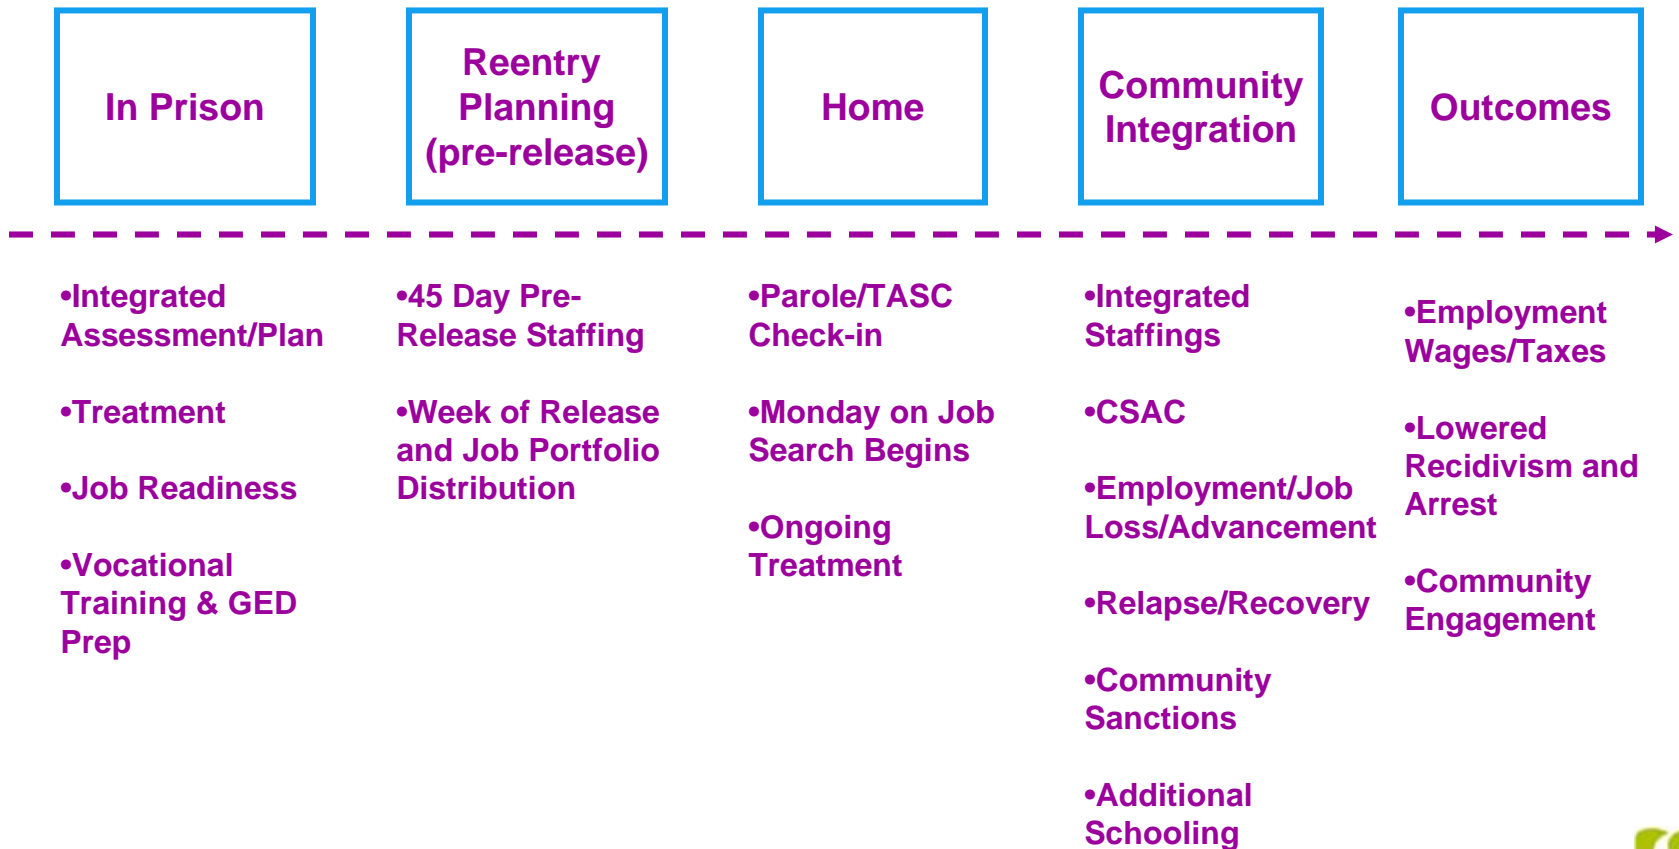 In Prison
Reentry
Planning
(pre-release)
Home
Community
Integration
Outcomes
•Integrated
Assessment/Plan
•Treatment
•Job Readiness
•Vocational
Training & GED
Prep
•45 Day Pre-
Release Staffing
•Week of Release
and Job Portfolio
Distribution
•Parole/TASC
Check-in
•Monday on Job
Search Begins
•Ongoing
Treatment
•Integrated
Staffings
•CSAC
•Employment/Job
Loss/Advancement
•Relapse/Recovery
•Community
Sanctions
•Additional
Schooling
•Employment
Wages/Taxes
•Lowered
Recidivism and
Arrest
•Community
Engagement